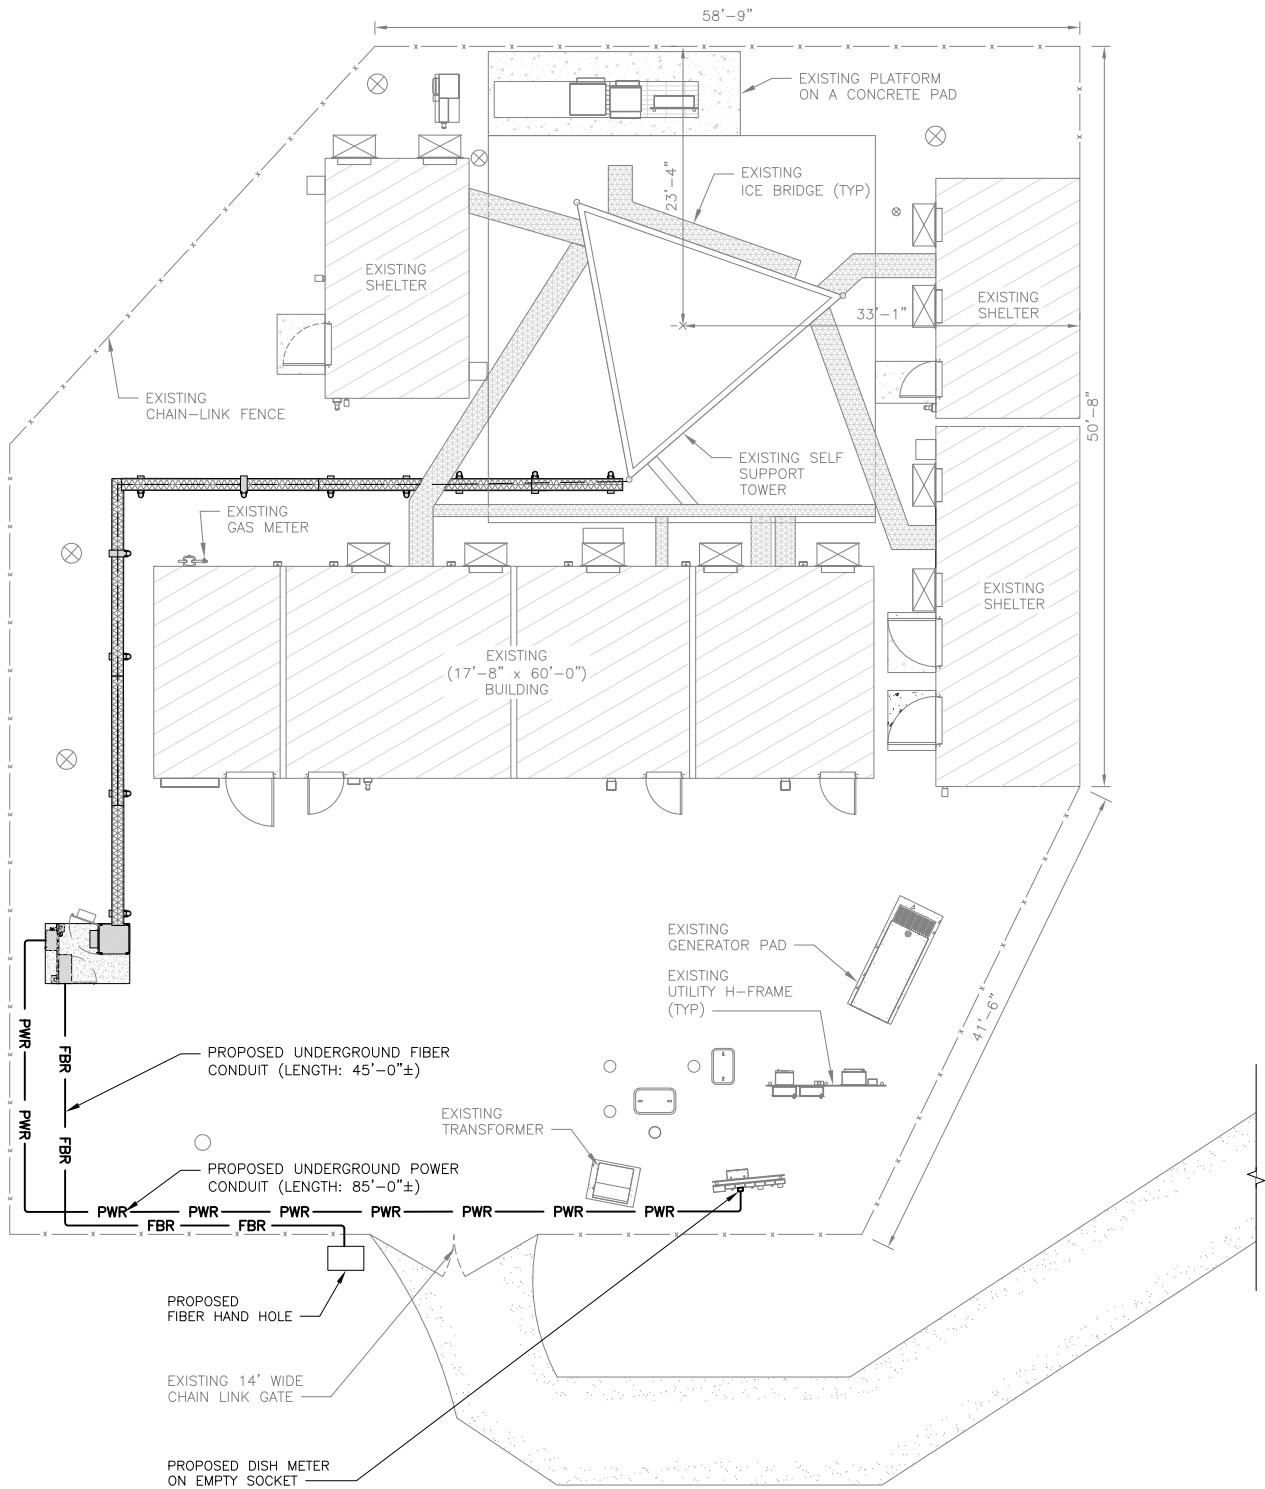 58'-9"
EXISTING PLATFORM
ON A CONCRETE PAD
23'-4"
EXISTING
ICE BRIDGE (TYP)
EXISTING
SHELTER
EXISTING
SHELTER
33'-1"
50'-8"
EXISTING
CHAIN-LINK FENCE
EXISTING SELF
SUPPORT
TOWER
EXISTING
GAS METER
EXISTING
SHELTER
EXISTING
(17'-8" x 60'-0")
BUILDING
EXISTING
GENERATOR PAD
EXISTING
UTILITY H-FRAME
(TYP)
41'-6"
PWR
FBR
PROPOSED UNDERGROUND FIBER
CONDUIT (LENGTH: 45'-0"±)
PWR
FBR
EXISTING
TRANSFORMER
PROPOSED UNDERGROUND POWER
CONDUIT (LENGTH: 85'-0"±)
PWR PWR PWR PWR PWR PWR PWR
FBR FBR
PROPOSED
FIBER HAND HOLE
EXISTING 14' WIDE
CHAIN LINK GATE
PROPOSED DISH METER
ON EMPTY SOCKET